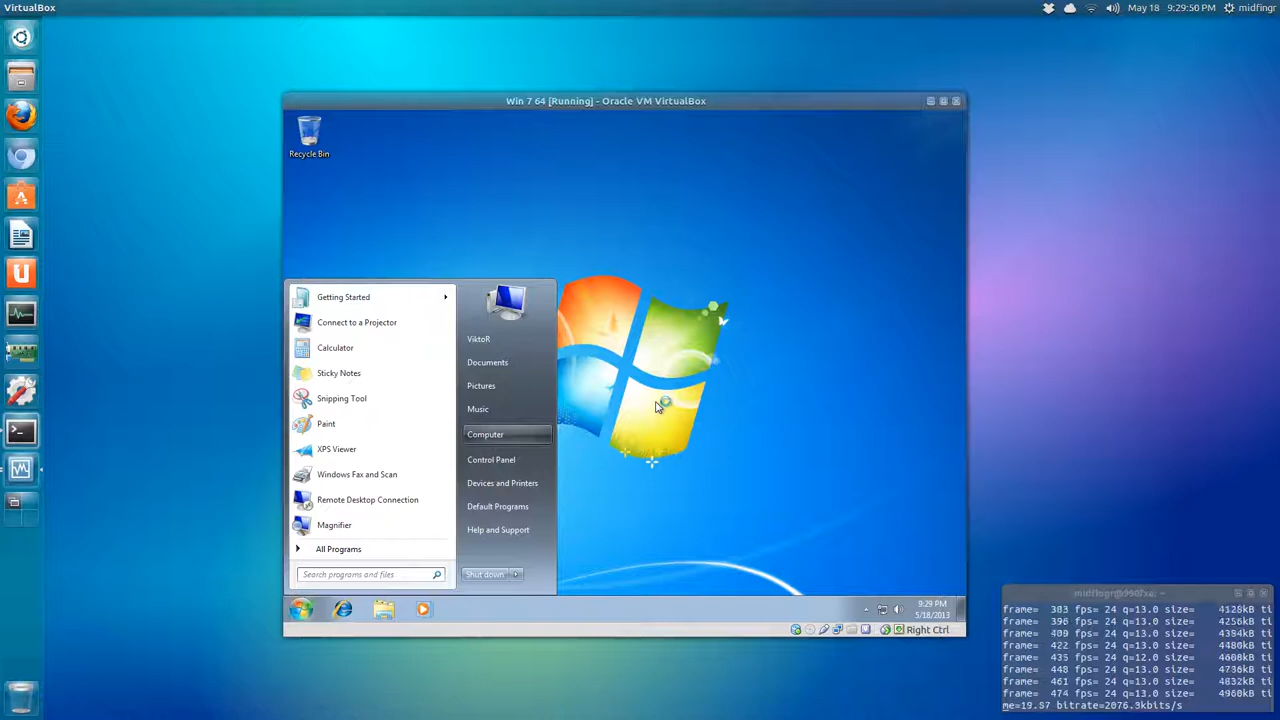 VirtualBox
May 18
9:29:50 PM
midfingr
Win 7 64 [Running] - Oracle VM VirtualBox
Recycle Bin
Getting Started
Connect to a Projector
Calculator
Sticky Notes
Snipping Tool
Paint
XPS Viewer
Windows Fax and Scan
Remote Desktop Connection
Magnifier
All Programs
Search programs and files
ViktoR
Documents
Pictures
Music
Computer
Control Panel
Devices and Printers
Default Programs
Help and Support
Shut down
9:29 PM
5/18/2013
Right Ctrl
frame= 383 fps= 24 q=13.0 size= 4128kB ti
frame= 396 fps= 24 q=13.0 size= 4256kB ti
frame= 409 fps= 24 q=13.0 size= 4384kB ti
frame= 422 fps= 24 q=13.0 size= 4480kB ti
frame= 435 fps= 24 q=12.0 size= 4608kB ti
frame= 448 fps= 24 q=13.0 size= 4736kB ti
frame= 461 fps= 24 q=13.0 size= 4832kB ti
frame= 474 fps= 24 q=13.0 size= 4960kB ti
me=19.57 bitrate=2076.3kbits/s